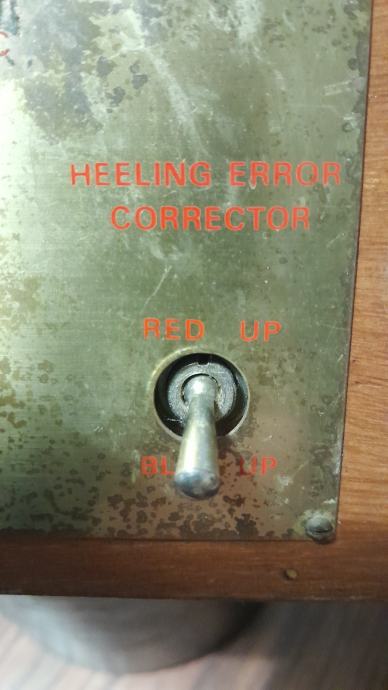 C
HEELING ERROR
CORRECTOR
RED UP
UP